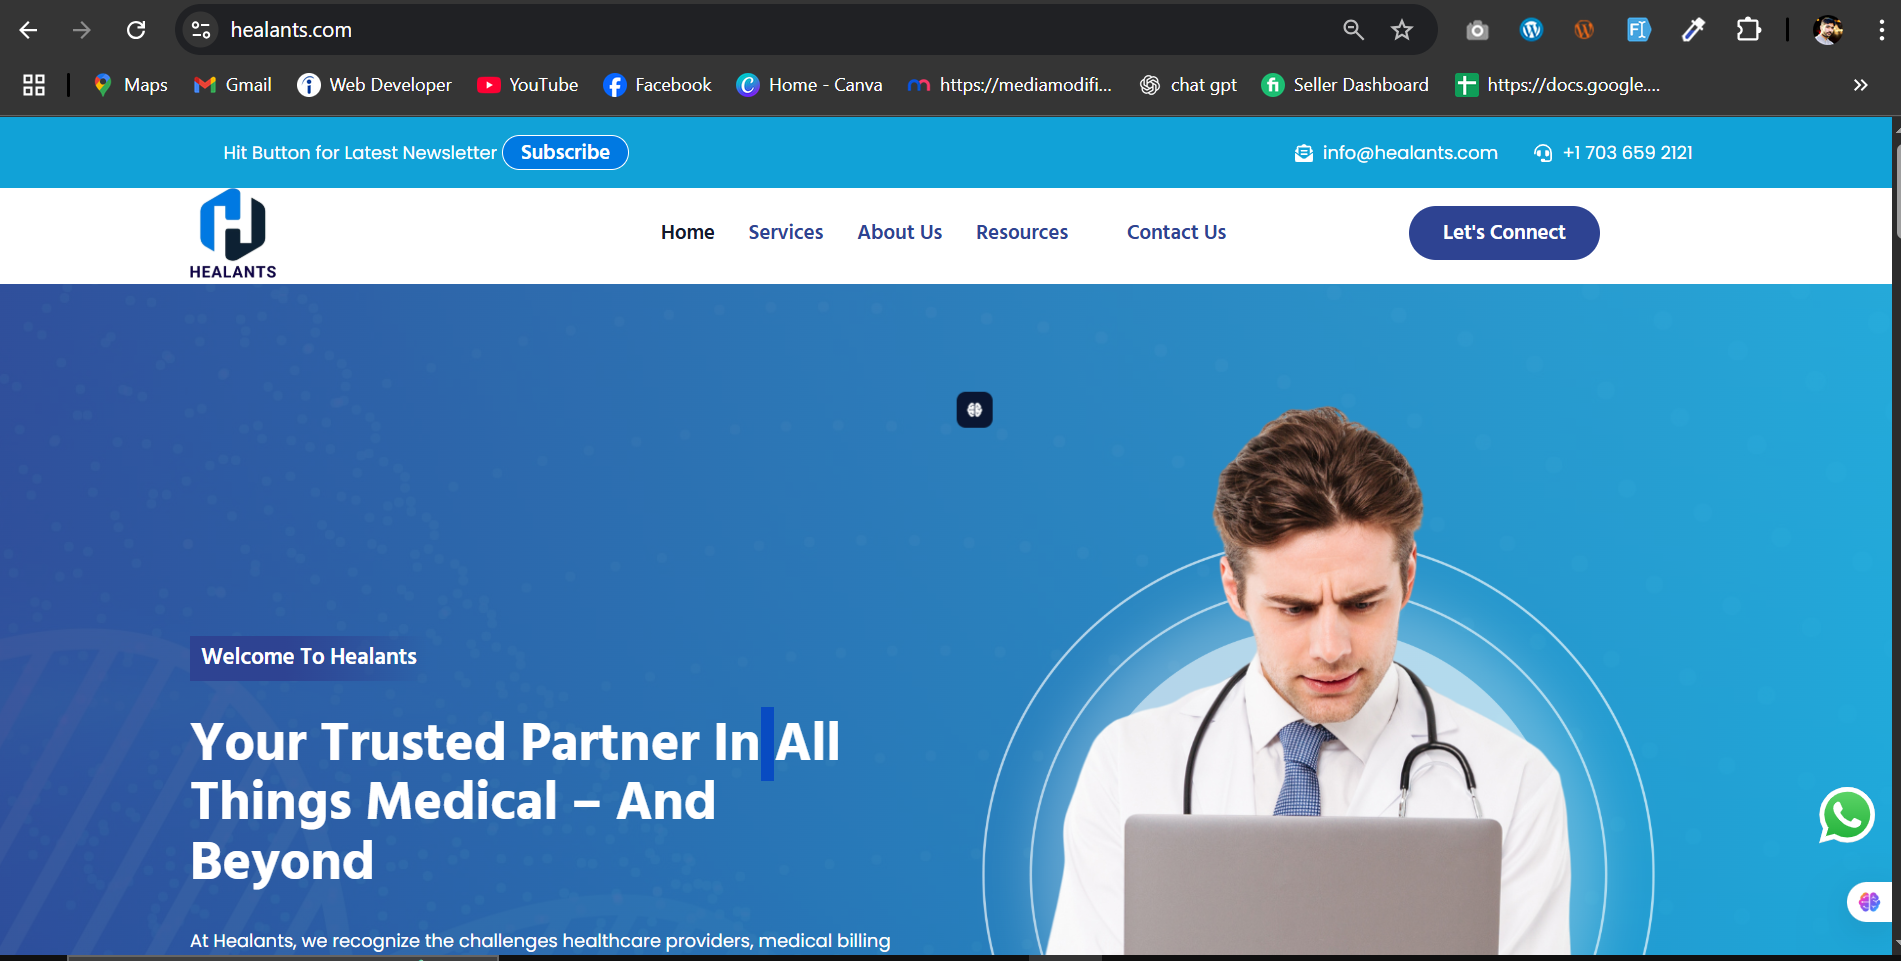 healants.com
Maps Gmail Web Developer YouTube Facebook Home - Canva https://mediamodifi... chat gpt Seller Dashboard https://docs.google....
Hit Button for Latest Newsletter Subscribe info@healants.com +1 703 659 2121
HEALANTS
Home Services About Us Resources Contact Us Let's Connect
Welcome To Healants
Your Trusted Partner In All
Things Medical – And
Beyond
At Healants, we recognize the challenges healthcare providers, medical billing